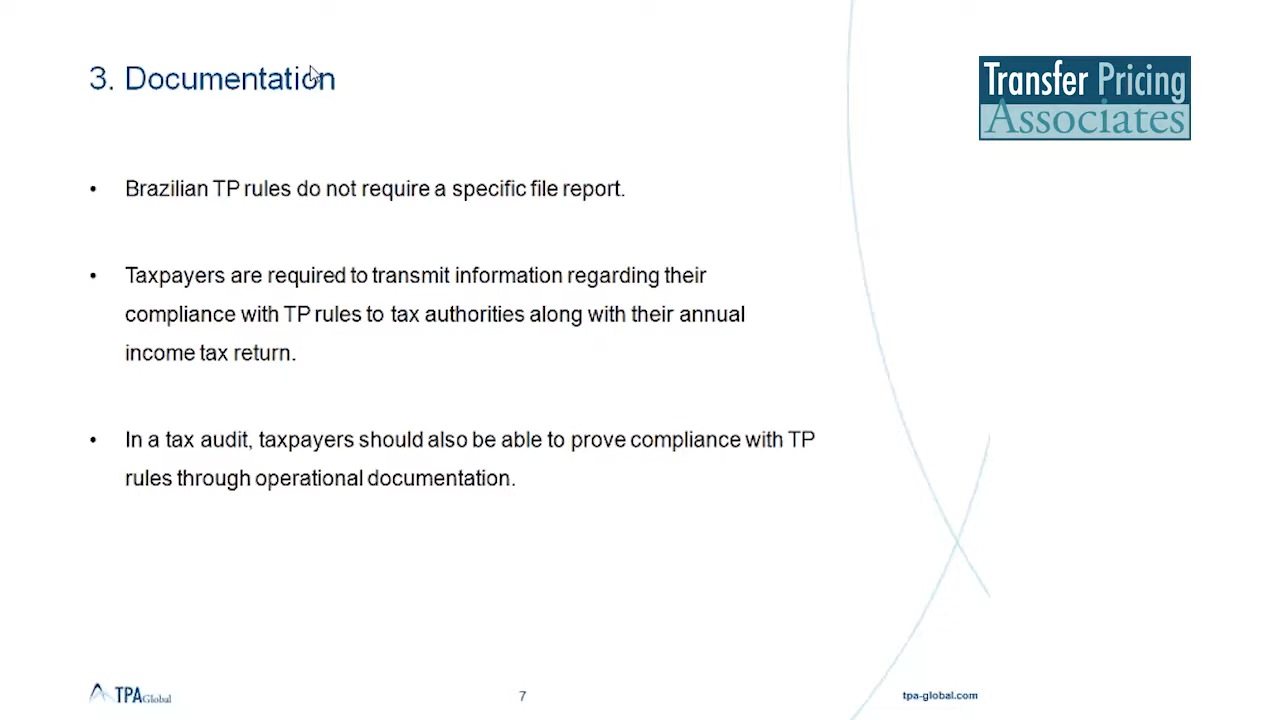 3. Documentation
Transfer Pricing
Associates
• Brazilian TP rules do not require a specific file report.
• Taxpayers are required to transmit information regarding their
compliance with TP rules to tax authorities along with their annual
income tax return.
• In a tax audit, taxpayers should also be able to prove compliance with TP
rules through operational documentation.
TPA Global
7
tpa-global.com